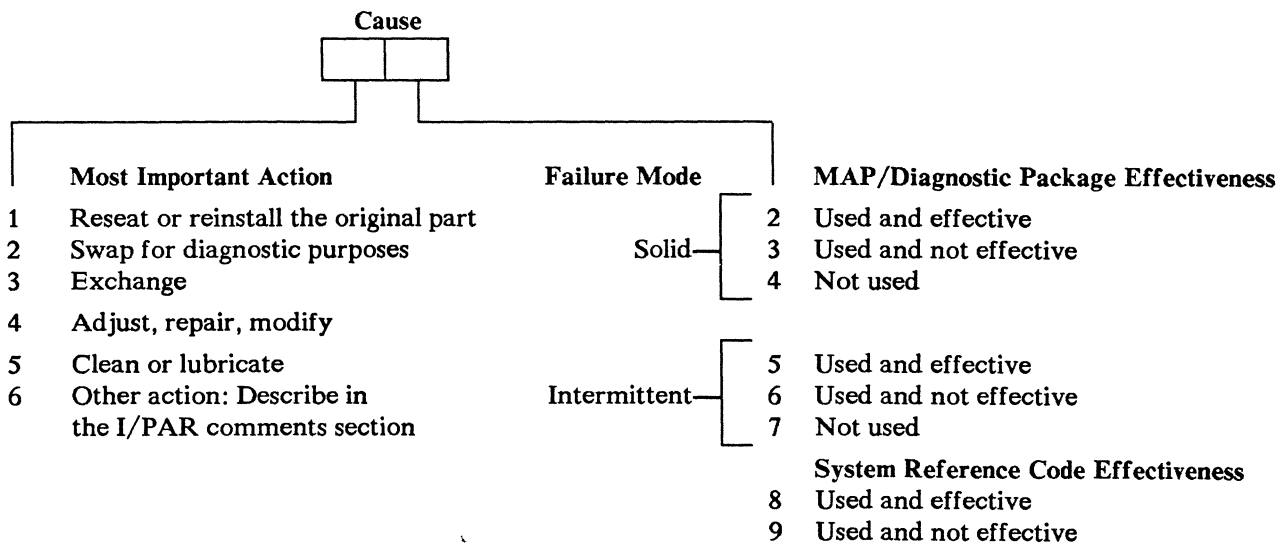 Cause
Most Important Action
1 Reseat or reinstall the original part
2 Swap for diagnostic purposes
3 Exchange
4 Adjust, repair, modify
5 Clean or lubricate
6 Other action: Describe in
the I/PAR comments section
Failure Mode
Solid
Intermittent
MAP/Diagnostic Package Effectiveness
2 Used and effective
3 Used and not effective
4 Not used
5 Used and effective
6 Used and not effective
7 Not used
System Reference Code Effectiveness
8 Used and effective
9 Used and not effective